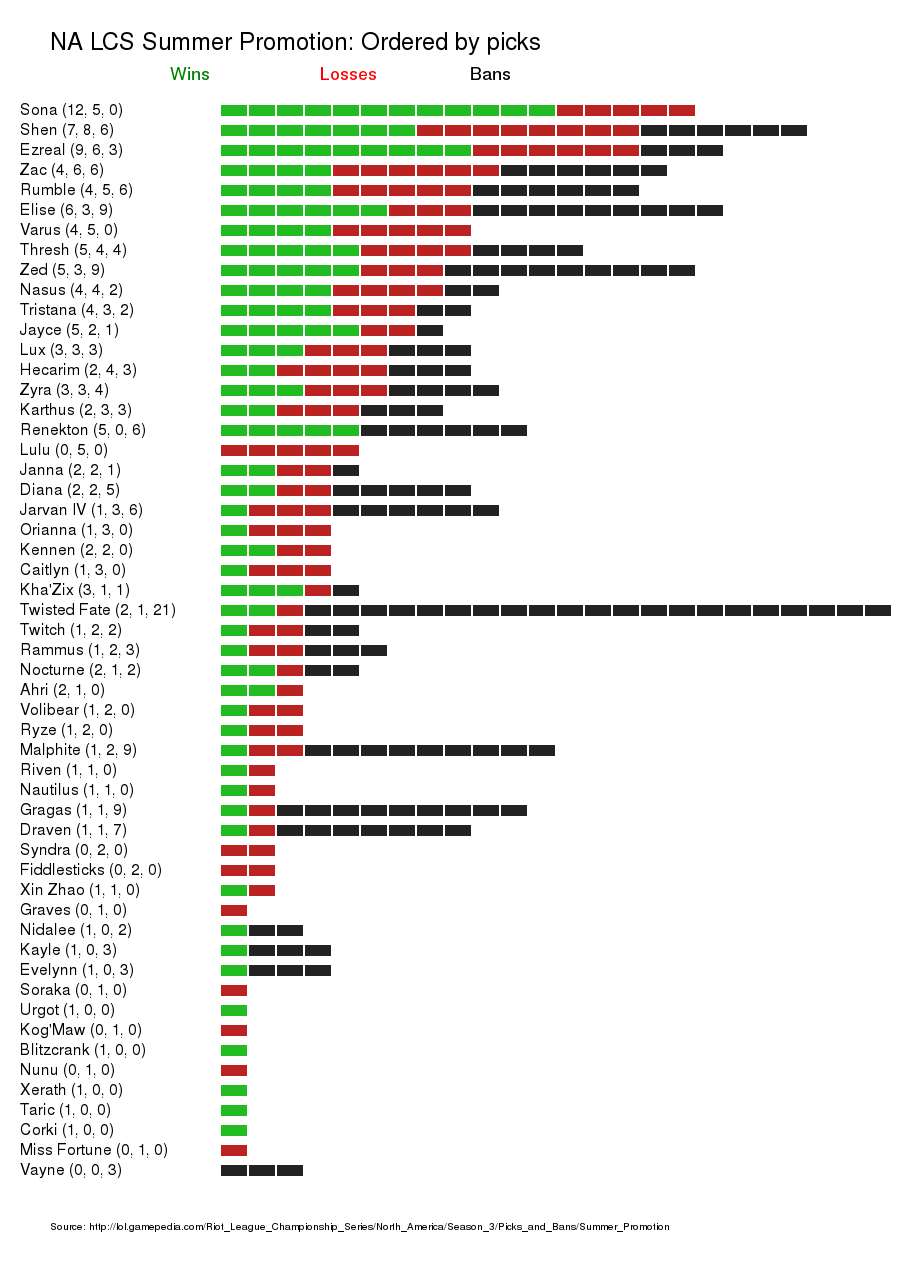 NA LCS Summer Promotion: Ordered by picks
Wins Losses Bans
Sona (12, 5, 0)
Shen (7, 8, 6)
Ezreal (9, 6, 3)
Zac (4, 6, 6)
Rumble (4, 5, 6)
Elise (6, 3, 9)
Varus (4, 5, 0)
Thresh (5, 4, 4)
Zed (5, 3, 9)
Nasus (4, 4, 2)
Tristana (4, 3, 2)
Jayce (5, 2, 1)
Lux (3, 3, 3)
Hecarim (2, 4, 3)
Zyra (3, 3, 4)
Karthus (2, 3, 3)
Renekton (5, 0, 6)
Lulu (0, 5, 0)
Janna (2, 2, 1)
Diana (2, 2, 5)
Jarvan IV (1, 3, 6)
Orianna (1, 3, 0)
Kennen (2, 2, 0)
Caitlyn (1, 3, 0)
Kha'Zix (3, 1, 1)
Twisted Fate (2, 1, 21)
Twitch (1, 2, 2)
Rammus (1, 2, 3)
Nocturne (2, 1, 2)
Ahri (2, 1, 0)
Volibear (1, 2, 0)
Ryze (1, 2, 0)
Malphite (1, 2, 9)
Riven (1, 1, 0)
Nautilus (1, 1, 0)
Gragas (1, 1, 9)
Draven (1, 1, 7)
Syndra (0, 2, 0)
Fiddlesticks (0, 2, 0)
Xin Zhao (1, 1, 0)
Graves (0, 1, 0)
Nidalee (1, 0, 2)
Kayle (1, 0, 3)
Evelynn (1, 0, 3)
Soraka (0, 1, 0)
Urgot (1, 0, 0)
Kog'Maw (0, 1, 0)
Blitzcrank (1, 0, 0)
Nunu (0, 1, 0)
Xerath (1, 0, 0)
Taric (1, 0, 0)
Corki (1, 0, 0)
Miss Fortune (0, 1, 0)
Vayne (0, 0, 3)
Source: http://lol.gamepedia.com/Riot_League_Championship_Series/North_America/Season_3/Picks_and_Bans/Summer_Promotion